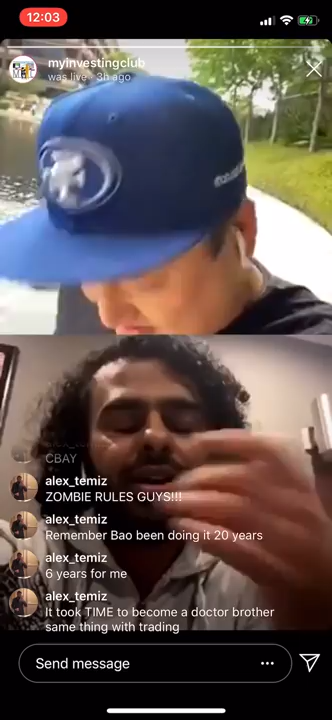 12:03
myinvestingclub
was live · 3h ago
CBAY
alex_temiz
ZOMBIE RULES GUYS!!!
alex_temiz
Remember Bao been doing it 20 years
alex_temiz
6 years for me
alex_temiz
It took TIME to become a doctor brother
same thing with trading
Send message